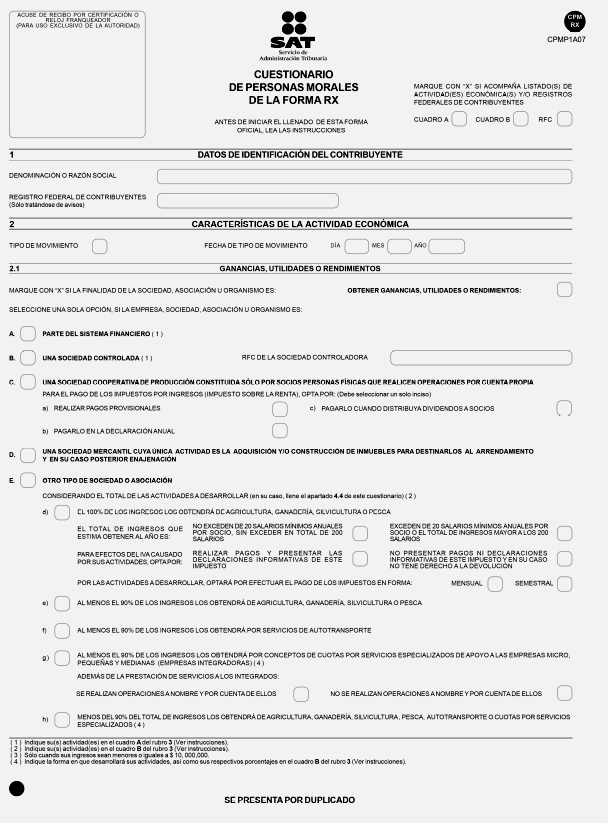 ACUSE DE RECIBO POR CERTIFICACIÓN O
RELOJ FRANQUEADOR
(PARA USO EXCLUSIVO DE LA AUTORIDAD)
SAT
Servicio de
Administración Tributaria
CPM
RX
CPMP1A07
CUESTIONARIO
DE PERSONAS MORALES
DE LA FORMA RX
ANTES DE INICIAR EL LLENADO DE ESTA FORMA
OFICIAL, LEA LAS INSTRUCCIONES
MARQUE CON "X" SI ACOMPAÑA LISTADO(S) DE
ACTIVIDAD(ES) ECONÓMICA(S) Y/O REGISTROS
FEDERALES DE CONTRIBUYENTES
CUADRO A CUADRO B RFC
1 DATOS DE IDENTIFICACIÓN DEL CONTRIBUYENTE
DENOMINACIÓN O RAZÓN SOCIAL
REGISTRO FEDERAL DE CONTRIBUYENTES
(Sólo tratándose de avisos)
2 CARACTERÍSTICAS DE LA ACTIVIDAD ECONÓMICA
TIPO DE MOVIMIENTO FECHA DE TIPO DE MOVIMIENTO DÍA MES AÑO
2.1 GANANCIAS, UTILIDADES O RENDIMIENTOS
MARQUE CON "X" SI LA FINALIDAD DE LA SOCIEDAD, ASOCIACIÓN U ORGANISMO ES: OBTENER GANANCIAS, UTILIDADES O RENDIMIENTOS:
SELECCIONE UNA SOLA OPCIÓN, SI LA EMPRESA, SOCIEDAD, ASOCIACIÓN U ORGANISMO ES:
A. PARTE DEL SISTEMA FINANCIERO ( 1 )
B. UNA SOCIEDAD CONTROLADA ( 1 ) RFC DE LA SOCIEDAD CONTROLADORA
C. UNA SOCIEDAD COOPERATIVA DE PRODUCCIÓN CONSTITUIDA SÓLO POR SOCIOS PERSONAS FÍSICAS QUE REALICEN OPERACIONES POR CUENTA PROPIA
PARA EL PAGO DE LOS IMPUESTOS POR INGRESOS (IMPUESTO SOBRE LA RENTA), OPTA POR: (Debe seleccionar un solo inciso)
a) REALIZAR PAGOS PROVISIONALES c) PAGARLO CUANDO DISTRIBUYA DIVIDENDOS A SOCIOS
b) PAGARLO EN LA DECLARACIÓN ANUAL
D. UNA SOCIEDAD MERCANTIL CUYA ÚNICA ACTIVIDAD ES LA ADQUISICIÓN Y/O CONSTRUCCIÓN DE INMUEBLES PARA DESTINARLOS AL ARRENDAMIENTO
Y EN SU CASO POSTERIOR ENAJENACIÓN
E. OTRO TIPO DE SOCIEDAD O ASOCIACIÓN
CONSIDERANDO EL TOTAL DE LAS ACTIVIDADES A DESARROLLAR (en su caso, llene el apartado 4.4 de este cuestionario) ( 2 )
d) EL 100% DE LOS INGRESOS LOS OBTENDRÁ DE AGRICULTURA, GANADERÍA, SILVICULTURA O PESCA
EL TOTAL DE INGRESOS QUE
ESTIMA OBTENER AL AÑO ES:
NO EXCEDEN DE 20 SALARIOS MÍNIMOS ANUALES
POR SOCIO, SIN EXCEDER EN TOTAL DE 200
SALARIOS
EXCEDEN DE 20 SALARIOS MÍNIMOS ANUALES POR
SOCIO O EL TOTAL DE INGRESO MAYOR A LOS 200
SALARIOS
PARA EFECTOS DEL IVA CAUSADO
POR SUS ACTIVIDADES, OPTA POR:
REALIZAR PAGOS Y PRESENTAR LAS
DECLARACIONES INFORMATIVAS DE ESTE
IMPUESTO
NO PRESENTAR PAGOS NI DECLARACIONES
INFORMATIVAS DE ESTE IMPUESTO Y EN SU CASO
NO TENER DERECHO A LA DEVOLUCIÓN
POR LAS ACTIVIDADES A DESARROLLAR, OPTARÁ POR EFECTUAR EL PAGO DE LOS IMPUESTOS EN FORMA: MENSUAL SEMESTRAL
e) AL MENOS EL 90% DE LOS INGRESOS LOS OBTENDRÁ DE AGRICULTURA, GANADERÍA, SILVICULTURA O PESCA
f) AL MENOS EL 90% DE LOS INGRESOS LOS OBTENDRÁ POR SERVICIOS DE AUTOTRANSPORTE
g) AL MENOS EL 90% DE LOS INGRESOS LOS OBTENDRÁ POR CONCEPTOS DE CUOTAS POR SERVICIOS ESPECIALIZADOS DE APOYO A LAS EMPRESAS MICRO,
PEQUEÑAS Y MEDIANAS (EMPRESAS INTEGRADORAS) ( 4 )
ADEMÁS DE LA PRESTACIÓN DE SERVICIOS A LOS INTEGRADOS:
SE REALIZAN OPERACIONES A NOMBRE Y POR CUENTA DE ELLOS NO SE REALIZAN OPERACIONES A NOMBRE Y POR CUENTA DE ELLOS
h) MENOS DEL 90% DEL TOTAL DE INGRESOS LOS OBTENDRÁ DE AGRICULTURA, GANADERÍA, SILVICULTURA, PESCA, AUTOTRANSPORTE O CUOTAS POR SERVICIOS
ESPECIALIZADOS ( 4 )
( 1 ) Indique su(s) actividad(es) en el cuadro A del rubro 3 (Ver instrucciones).
( 2 ) Indique su(s) actividad(es) en el cuadro B del rubro 3 (Ver instrucciones).
( 3 ) Sólo cuando sus ingresos sean menores o iguales a $ 10, 000,000.
( 4 ) Indique la forma en que desarrollará sus actividades, así como sus respectivos porcentajes en el cuadro B del rubro 3 (Ver instrucciones).
SE PRESENTA POR DUPLICADO